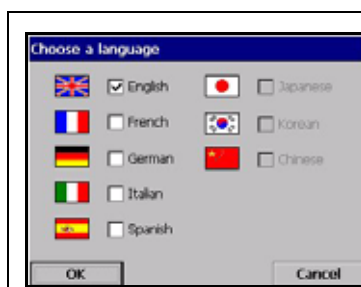 Choose a language
English
Japanese
French
Korean
German
Chinese
Italian
Spanish
OK
Cancel